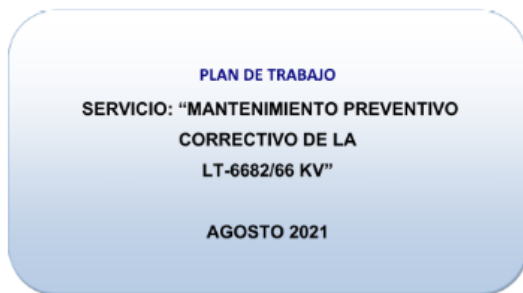 PLAN DE TRABAJO
SERVICIO: “MANTENIMIENTO PREVENTIVO
CORRECTIVO DE LA
LT-6682/66 KV”
AGOSTO 2021